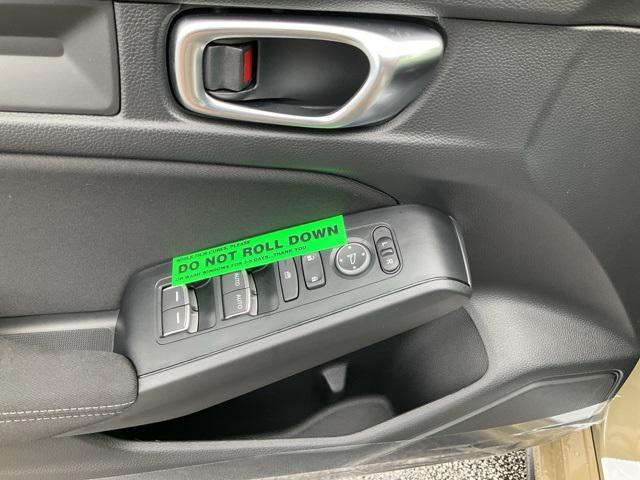 WHILE FILM CURES, PLEASE
DO NOT ROLL DOWN
OR WASH WINDOWS FOR 3-5 DAYS...THANK YOU
AUTO
AUTO
L
R